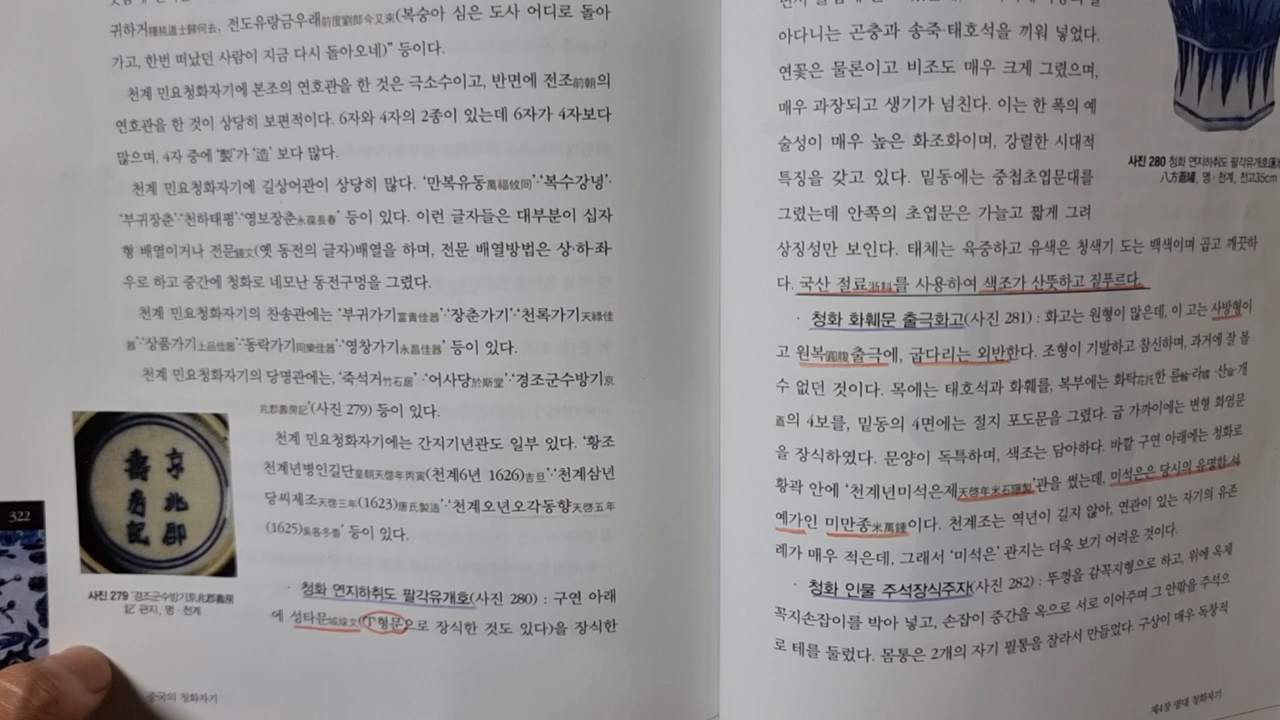 귀하거種桃道士歸何去, 전도유랑금우래前度劉郞今又來(복숭아 심은 도사 어디로 돌아
가고, 한번 떠났던 사람이 지금 다시 돌아오네)” 등이다.
천계 민요청화자기에 본조의 연호관을 한 것은 극소수이고, 반면에 전조前朝의
연호관을 한 것이 상당히 보편적이다. 6자와 4자의 2종이 있는데 6자가 4자보다
많으며, 4자 중에 ‘製’가 ‘造’ 보다 많다.
천계 민요청화자기에 길상어관이 상당히 많다. ‘만복유동萬福攸同’·‘복수강녕’·
‘부귀장춘’·‘천하태평’·‘영보장춘永葆長春’ 등이 있다. 이런 글자들은 대부분이 십자
형 배열이거나 전문錢文(옛 동전의 글자)배열을 하며, 전문 배열방법은 상·하·좌·
우로 하고 중간에 청화로 네모난 동전구멍을 그렸다.
천계 민요청화자기의 찬송관에는 ‘부귀가기富貴佳器’·‘장춘가기’·‘천록가기天祿佳
器’·‘상품가기上品佳器’·‘동락가기同樂佳器’·‘영창가기永昌佳器’ 등이 있다.
천계 민요청화자기의 당명관에는, ‘죽석거竹石居’·‘어사당於斯堂’·‘경조군수방기京
兆郡壽房記’(사진 279) 등이 있다.
천계 민요청화자기에는 간지기년관도 일부 있다. ‘황조
천계년병인길단皇朝天啓年丙寅(천계6년 1626)吉旦’·‘천계삼년
당씨제조天啓三年(1623)唐氏製造’·‘천계오년오각동향天啓五年
(1625)吳各冬香’ 등이 있다.
京兆郡
壽房記
322
사진 279 ‘경조군수방기京兆郡壽房
記’ 관지, 명·천계
· 청화 연지하취도 팔각유개호(사진 280) : 구연 아래
에 성타문城垜文(丁형문으로 장식한 것도 있다)을 장식한
중국의 청화자기
아다니는 곤충과 송죽·태호석을 끼워 넣었다.
연꽃은 물론이고 비조도 매우 크게 그렸으며,
매우 과장되고 생기가 넘친다. 이는 한 폭의 예
술성이 매우 높은 화조화이며, 강렬한 시대적
특징을 갖고 있다. 밑동에는 중첩초엽문대를
그렸는데 안쪽의 초엽문은 가늘고 짧게 그려
상징성만 보인다. 태체는 육중하고 유색은 청색기 도는 백색이며 곱고 깨끗하
다. 국산 절료浙料를 사용하여 색조가 산뜻하고 짙푸르다.
사진 280 청화 연지하취도 팔각유개호
八方蓋罐, 명·천계, 전고35cm
· 청화 화훼문 출극화고(사진 281) : 화고는 원형이 많은데, 이 고는 사방형이
고 원복圓腹 출극에, 굽다리는 외반한다. 조형이 기발하고 참신하며, 과거에 잘 볼
수 없던 것이다. 목에는 태호석과 화훼를, 복부에는 화탁花托한 륜輪·라螺·산傘·개
蓋의 4보를, 밑동의 4면에는 절지 포도문을 그렸다. 굽 가까이에는 변형 화염문
을 장식하였다. 문양이 독특하며, 색조는 담아하다. 바깥 구연 아래에는 청화로
황곽 안에 ‘천계년미석은제天啓年米石隱製’관을 썼는데, 미석은은 당시의 유명한 서
예가인 미만종米萬鍾이다. 천계조는 역년이 길지 않아, 연관이 있는 자기의 유존
례가 매우 적은데, 그래서 ‘미석은’ 관지는 더욱 보기 어려운 것이다.
· 청화 인물 주석장식주자(사진 282) : 뚜껑을 감꼭지형으로 하고, 위에 옥제
꼭지손잡이를 박아 넣고, 손잡이 중간을 옥으로 서로 이어주며 그 안팎을 주석으
로 테를 둘렀다. 몸통은 2개의 자기 필통을 잘라서 만들었다. 구상이 매우 독창적
제4장 명대 청화자기